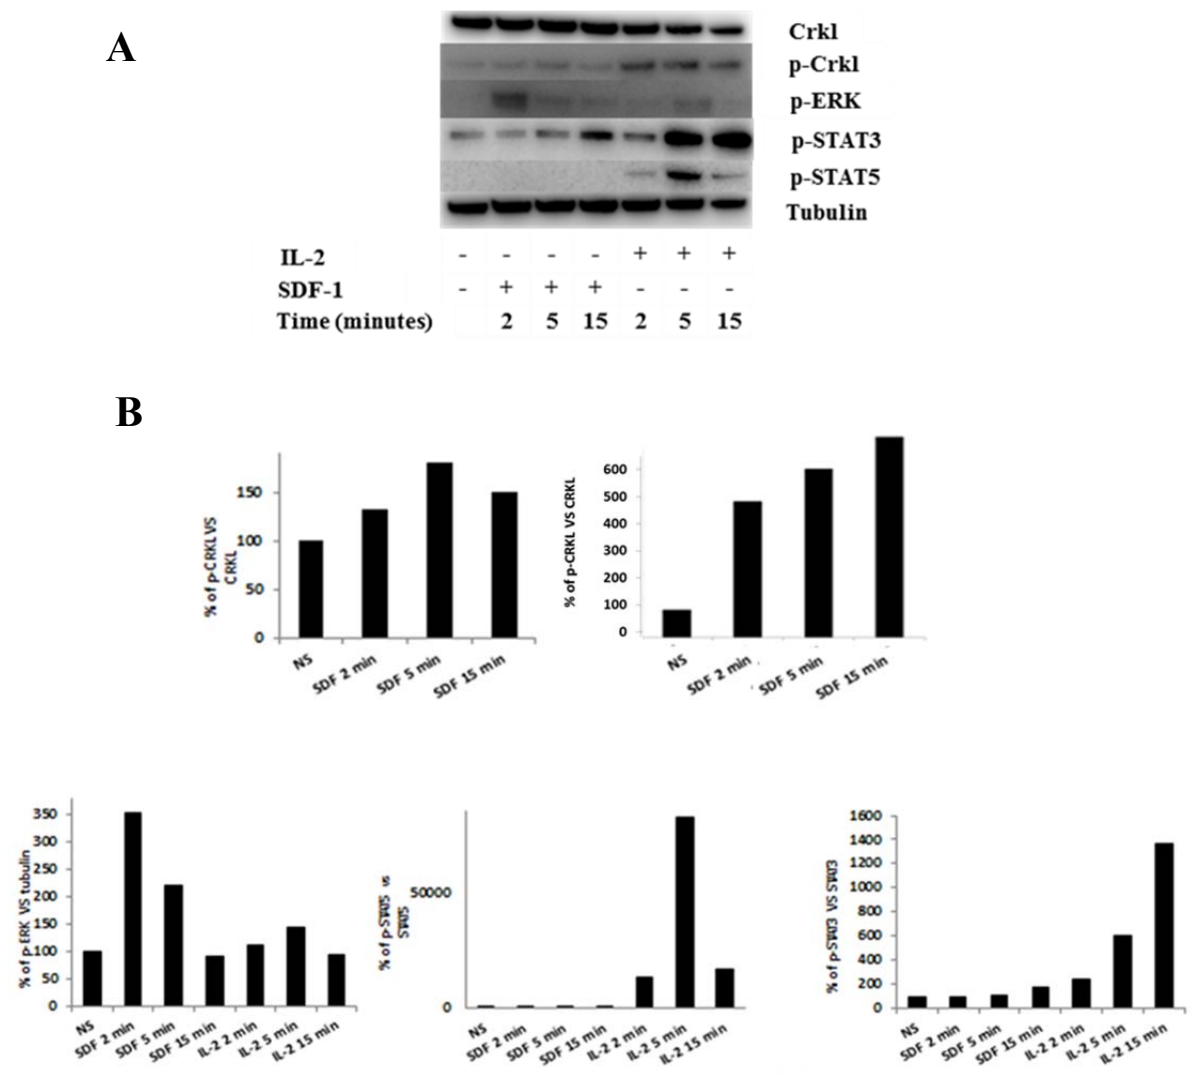 A
Crkl
p-Crkl
p-ERK
p-STAT3
p-STAT5
Tubulin
IL-2 - - - - + + +
SDF-1 - + + + - - -
Time (minutes) 2 5 15 2 5 15
B
% of p-CRKL VS
CRKL
150
100
50
0
NS
SDF 2 min
SDF 5 min
SDF 15 min
% of p-CRKL VS CRKL
600
500
400
300
200
100
0
NS
SDF 2 min
SDF 5 min
SDF 15 min
% of p-ERK VS tubulin
350
300
250
200
150
100
50
0
NS
SDF 2 min
SDF 5 min
SDF 15 min
IL-2 2 min
IL-2 5 min
IL-2 15 min
% of p-STAT5 vs
STAT5
50000
0
NS
SDF 2 min
SDF 5 min
SDF 15 min
IL-2 2 min
IL-2 5 min
IL-2 15 min
% of p-STAT3 VS STAT3
1600
1400
1200
1000
800
600
400
200
0
NS
SDF 2 min
SDF 5 min
SDF 15 min
IL-2 2 min
IL-2 5 min
IL-2 15 min